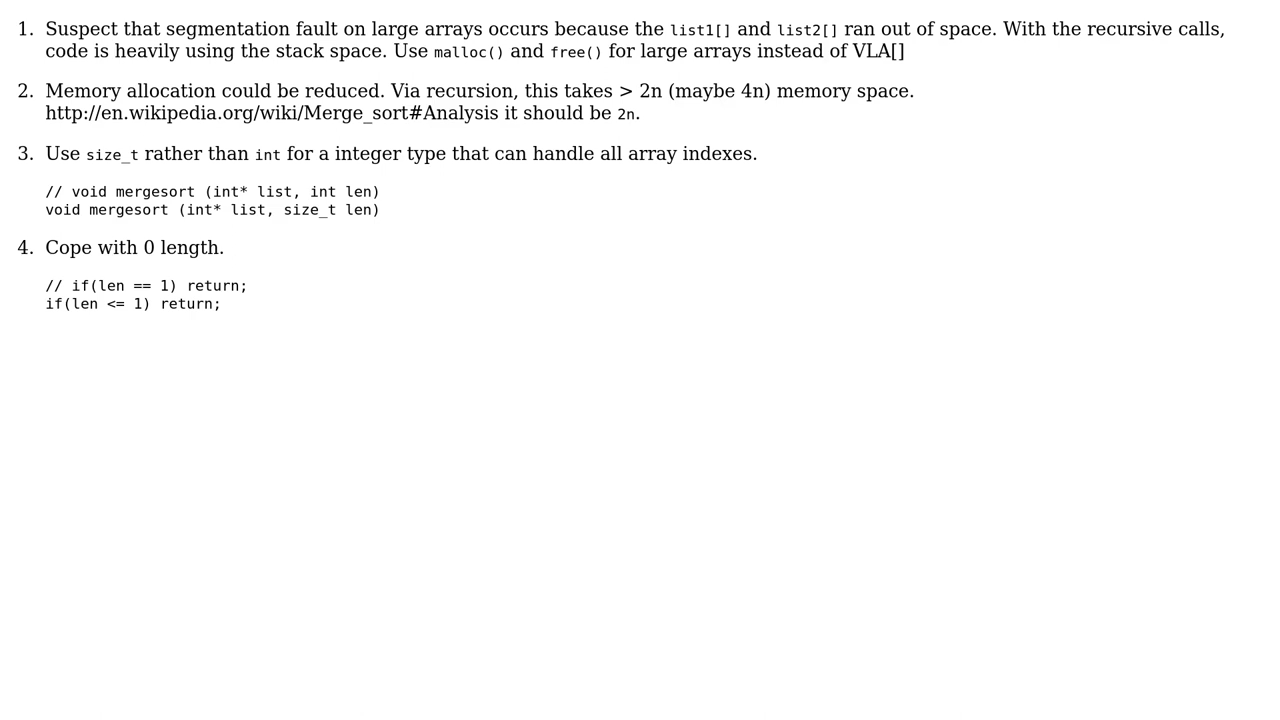 1. Suspect that segmentation fault on large arrays occurs because the list1[] and list2[] ran out of space. With the recursive calls,
code is heavily using the stack space. Use malloc() and free() for large arrays instead of VLA[]
2. Memory allocation could be reduced. Via recursion, this takes > 2n (maybe 4n) memory space.
http://en.wikipedia.org/wiki/Merge_sort#Analysis it should be 2n.
3. Use size_t rather than int for a integer type that can handle all array indexes.
// void mergesort (int* list, int len)
void mergesort (int* list, size_t len)
4. Cope with 0 length.
// if(len == 1) return;
if(len <= 1) return;